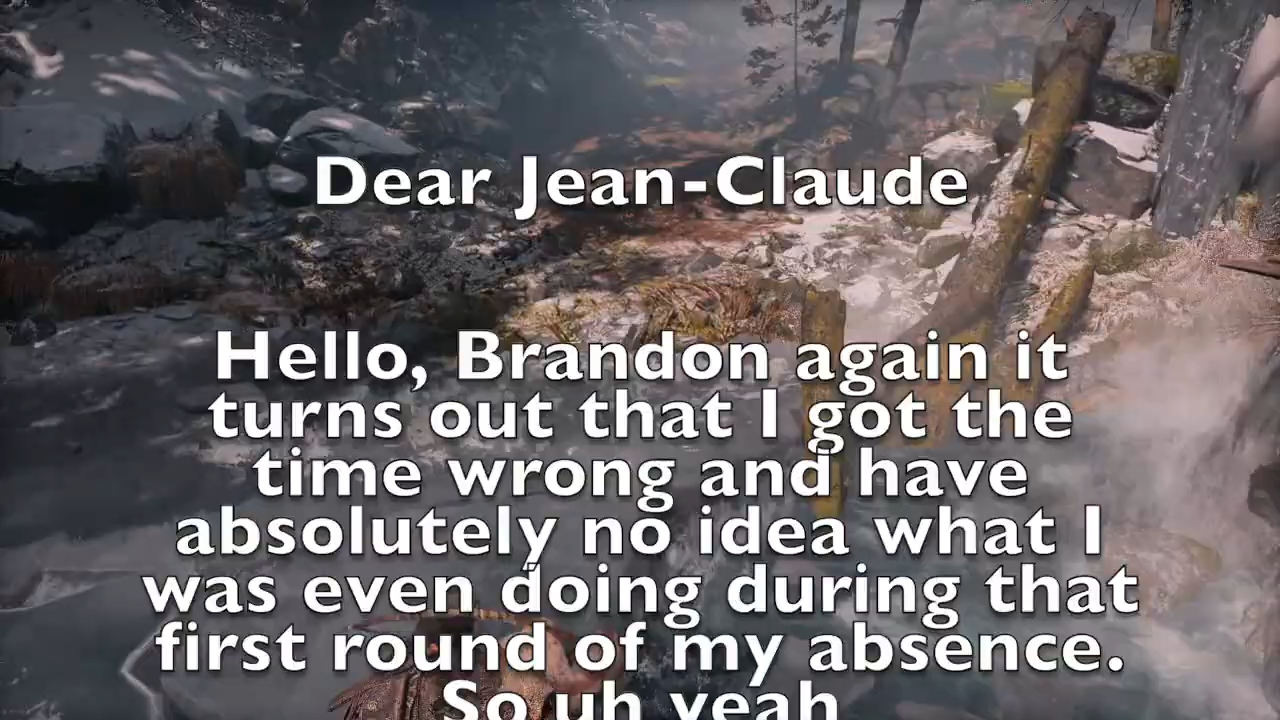 Dear Jean-Claude
Hello, Brandon again it
turns out that I got the
time wrong and have
absolutely no idea what I
was even doing during that
first round of my absence.
So uh yeah